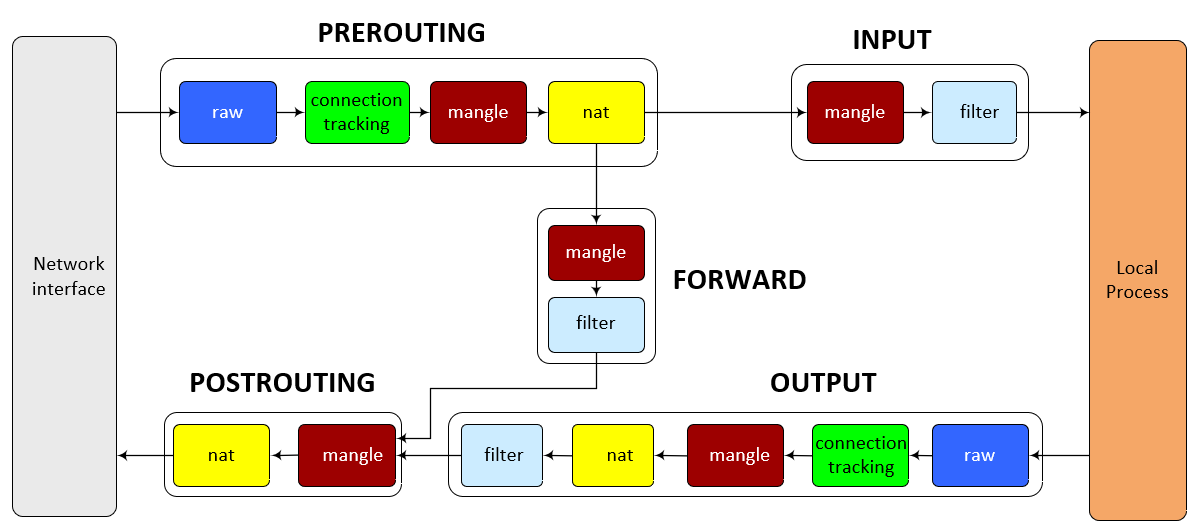 PREROUTING
INPUT
raw
connection
tracking
mangle
nat
mangle
filter
Network
interface
mangle
filter
FORWARD
Local
Process
POSTROUTING
OUTPUT
nat
mangle
filter
nat
mangle
connection
tracking
raw